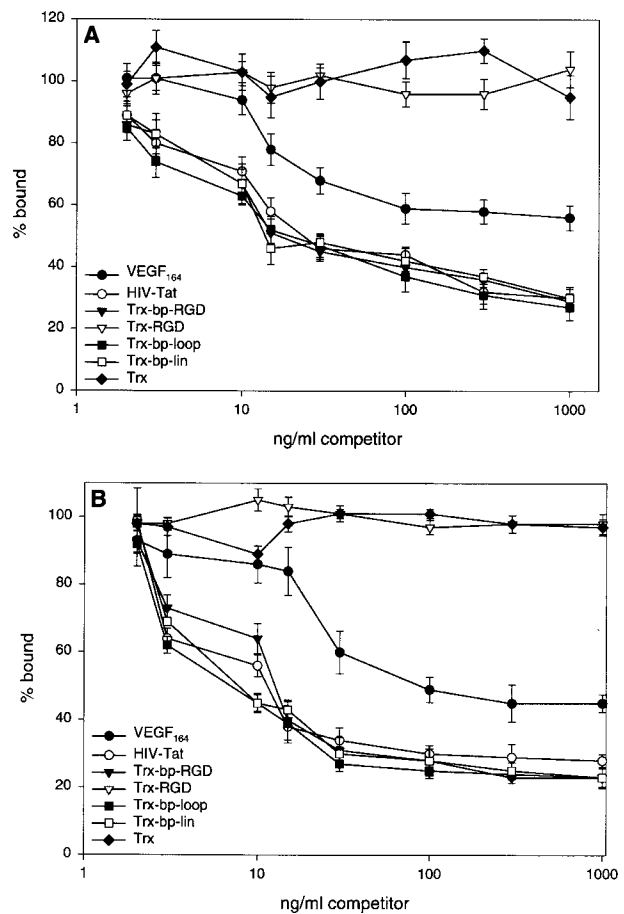 A
120
100
80
60
40
20
0
% bound
VEGF164
HIV-Tat
Trx-bp-RGD
Trx-RGD
Trx-bp-loop
Trx-bp-lin
Trx
1 10 100 1000
ng/ml competitor
B
100
80
60
40
20
0
% bound
VEGF164
HIV-Tat
Trx-bp-RGD
Trx-RGD
Trx-bp-loop
Trx-bp-lin
Trx
1 10 100 1000
ng/ml competitor